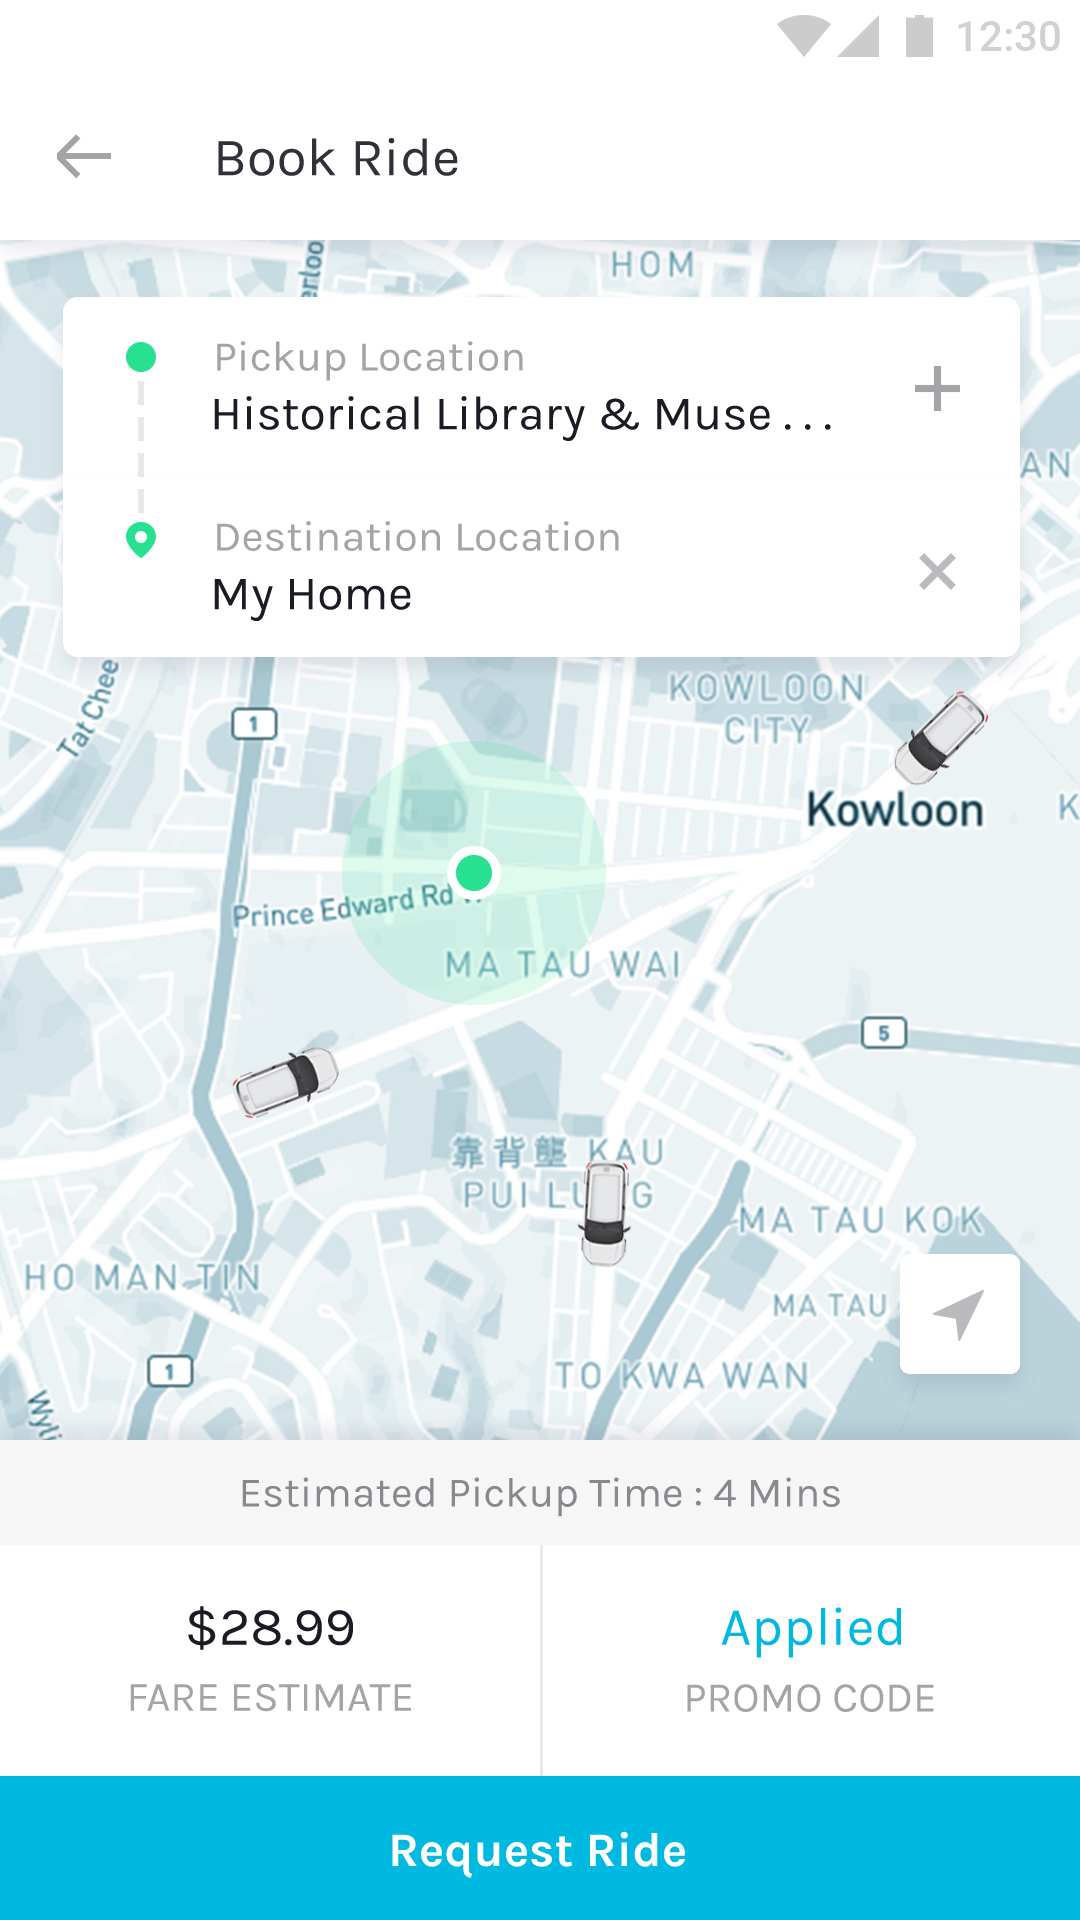 12:30
Book Ride
erloo
HOM
Pickup Location
Historical Library & Muse . . .
AN
Destination Location
My Home
Tat Chee
KOWLOON
CITY
1
Kowloon
K
Prince Edward Rd
MA TAU WAI
5
靠背壟 KAU
PUI LU G
MA TAU KOK
HO MAN TIN
MA TAU
TO KWA WAN
1
Wyli
Estimated Pickup Time : 4 Mins
$28.99
Applied
FARE ESTIMATE
PROMO CODE
Request Ride